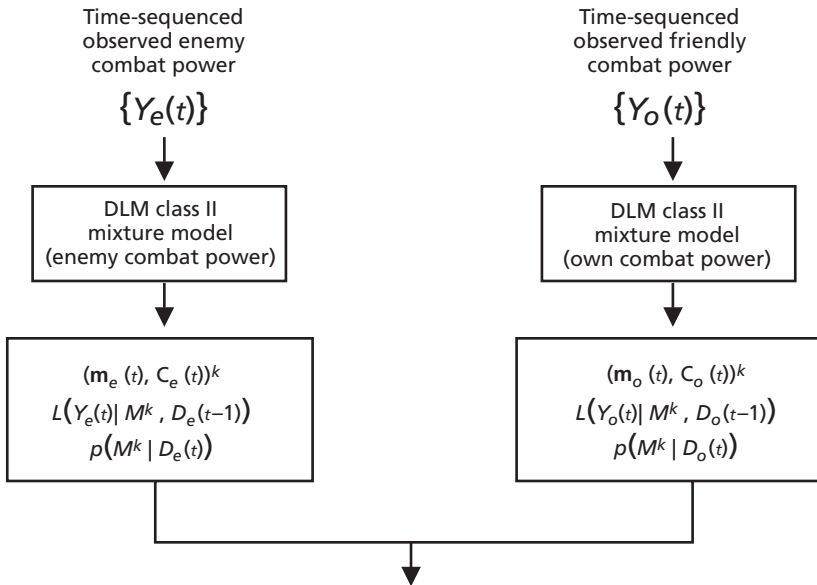 Time-sequenced
observed enemy
combat power
{Yₑ(t)}
DLM class II
mixture model
(enemy combat power)
(mₑ (t), Cₑ (t))ᵏ
L(Yₑ(t)| Mᵏ , Dₑ(t–1))
p(Mᵏ | Dₑ(t))
Time-sequenced
observed friendly
combat power
{Yₒ(t)}
DLM class II
mixture model
(own combat power)
(mₒ (t), Cₒ (t))ᵏ
L(Yₒ(t)| Mᵏ , Dₒ(t–1))
p(Mᵏ | Dₒ(t))